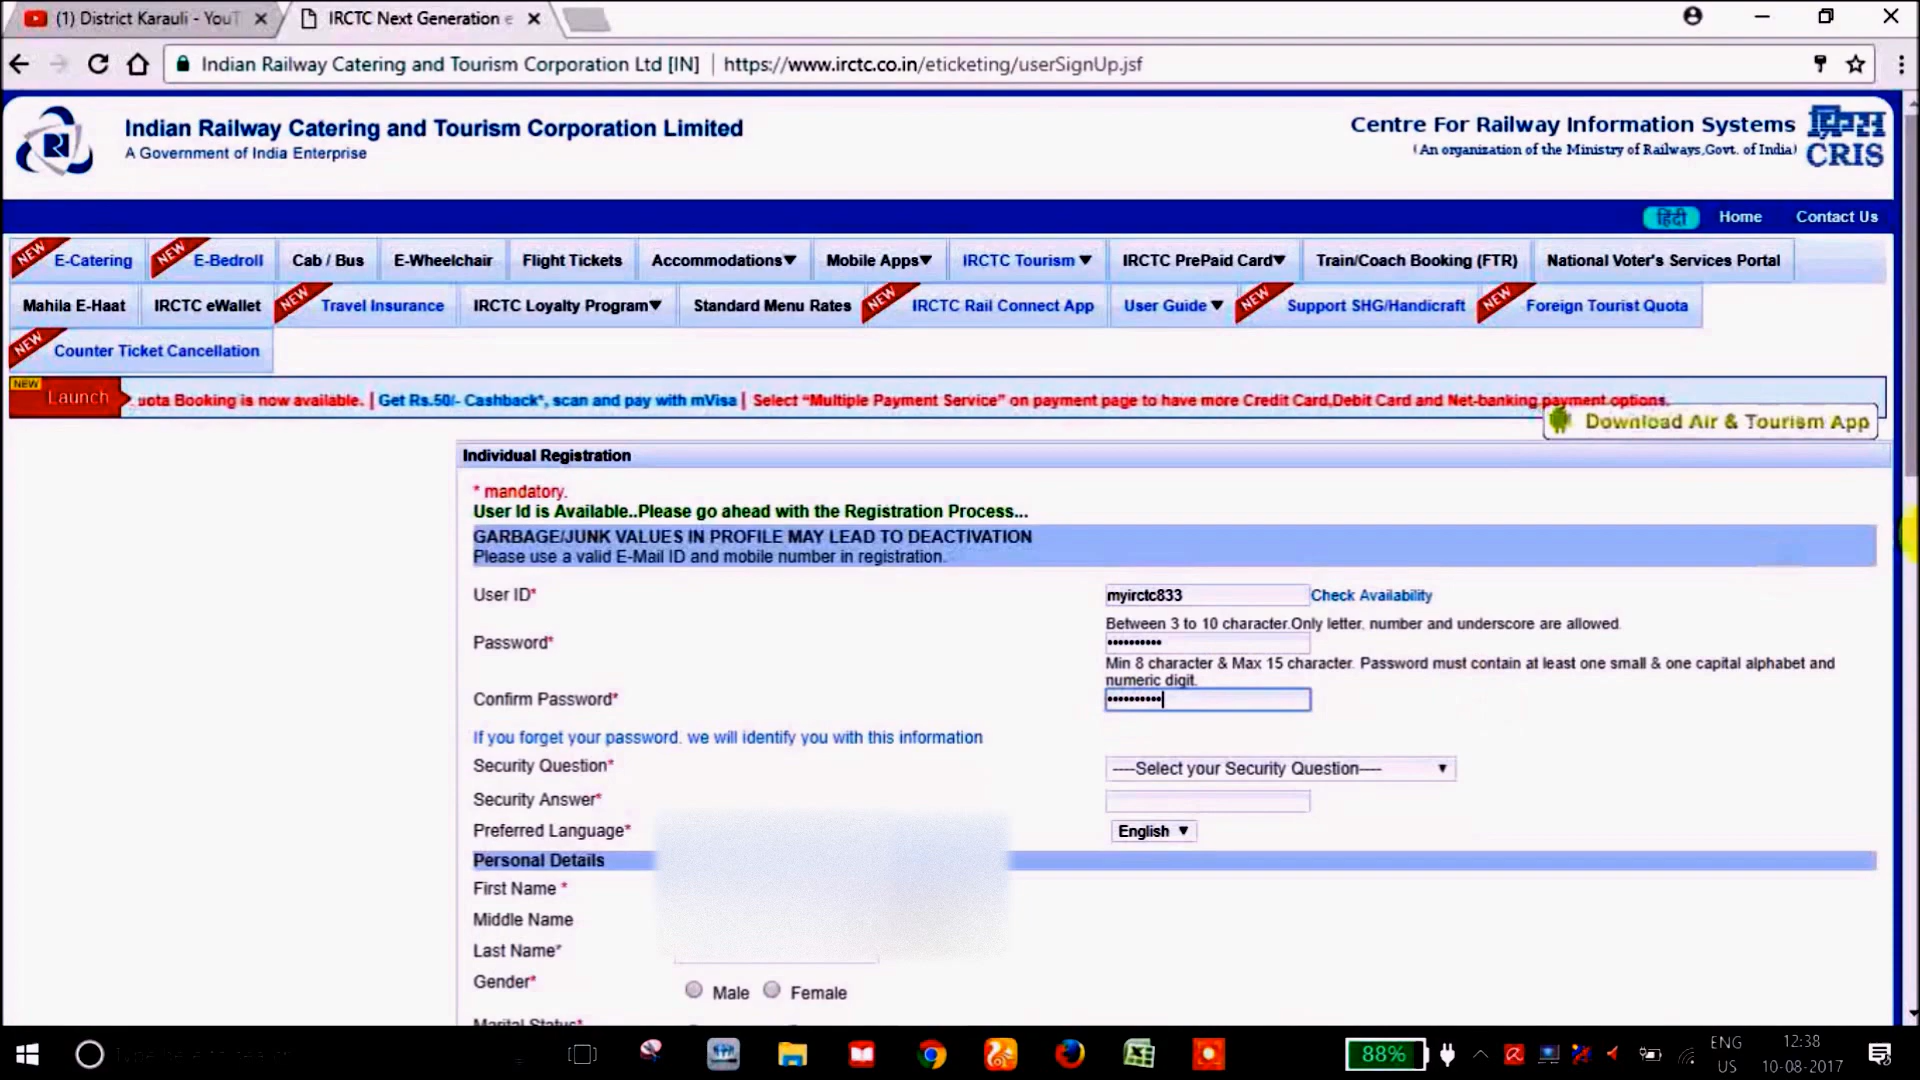 (1) District Karauli - YouT
IRCTC Next Generation e
Indian Railway Catering and Tourism Corporation Ltd [IN] | https://www.irctc.co.in/eticketing/userSignUp.jsf
Indian Railway Catering and Tourism Corporation Limited
A Government of India Enterprise
Centre For Railway Information Systems
(An organization of the Ministry of Railways,Govt. of India)
CRIS
हिंदी Home Contact Us
NEW E-Catering NEW E-Bedroll Cab / Bus E-Wheelchair Flight Tickets Accommodations▼ Mobile Apps▼ IRCTC Tourism ▼ IRCTC PrePaid Card▼ Train/Coach Booking (FTR) National Voter's Services Portal
Mahila E-Haat IRCTC eWallet NEW Travel Insurance IRCTC Loyalty Program▼ Standard Menu Rates NEW IRCTC Rail Connect App User Guide ▼ NEW Support SHG/Handicraft NEW Foreign Tourist Quota
NEW Counter Ticket Cancellation
NEW
Launch uota Booking is now available. | Get Rs.50/- Cashback*, scan and pay with mVisa | Select “Multiple Payment Service” on payment page to have more Credit Card,Debit Card and Net-banking payment options.
Download Air & Tourism App
Individual Registration
* mandatory.
User Id is Available..Please go ahead with the Registration Process...
GARBAGE/JUNK VALUES IN PROFILE MAY LEAD TO DEACTIVATION
Please use a valid E-Mail ID and mobile number in registration.
User ID* myirctc833 Check Availability
Between 3 to 10 character.Only letter, number and underscore are allowed.
Password* ••••••••••
Min 8 character & Max 15 character. Password must contain at least one small & one capital alphabet and
numeric digit.
Confirm Password* ••••••••••
If you forget your password, we will identify you with this information
Security Question* ----Select your Security Question---- ▼
Security Answer*
Preferred Language* English ▼
Personal Details
First Name *
Middle Name
Last Name*
Gender* Male Female
Marital Status*
88% ENG 12:38
US 10-08-2017